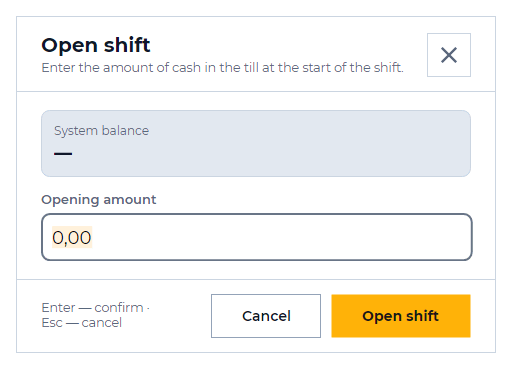 Open shift
Enter the amount of cash in the till at the start of the shift.
System balance
—
Opening amount
0,00
Enter — confirm ·
Esc — cancel
Cancel
Open shift